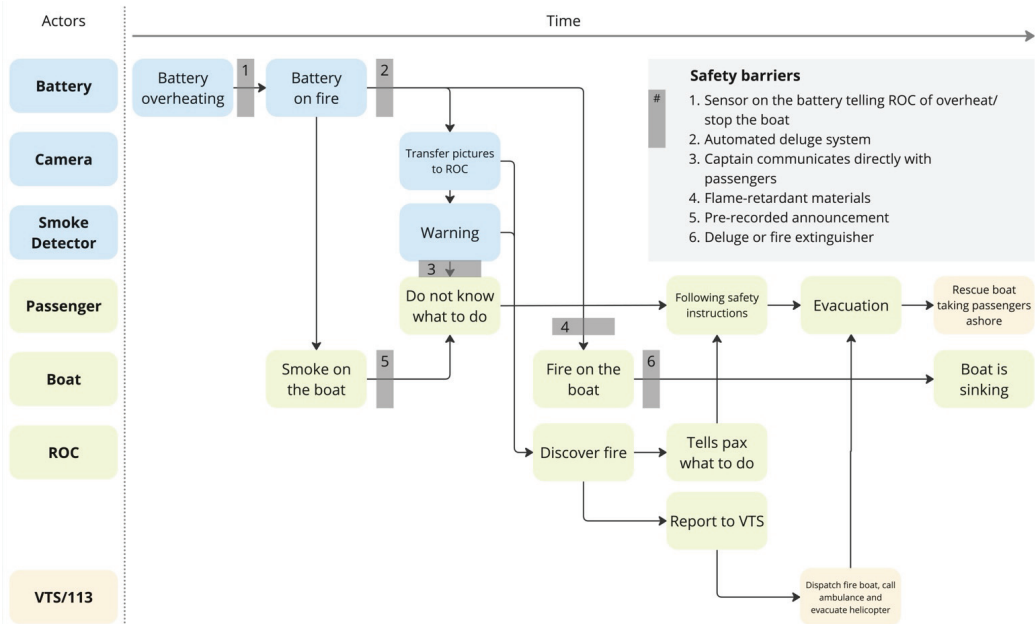 Actors
Time
Battery
Battery
overheating
1
Battery
on fire
2
Safety barriers
#
1. Sensor on the battery telling ROC of overheat/
stop the boat
2. Automated deluge system
3. Captain communicates directly with
passengers
4. Flame-retardant materials
5. Pre-recorded announcement
6. Deluge or fire extinguisher
Camera
Transfer pictures
to ROC
Smoke
Detector
Warning
3
Passenger
Do not know
what to do
Following safety
instructions
Evacuation
Rescue boat
taking passengers
ashore
4
Boat
Smoke on
the boat
5
Fire on the
boat
6
Boat is
sinking
ROC
Discover fire
Tells pax
what to do
Report to VTS
VTS/113
Dispatch fire boat, call
ambulance and
evacuate helicopter